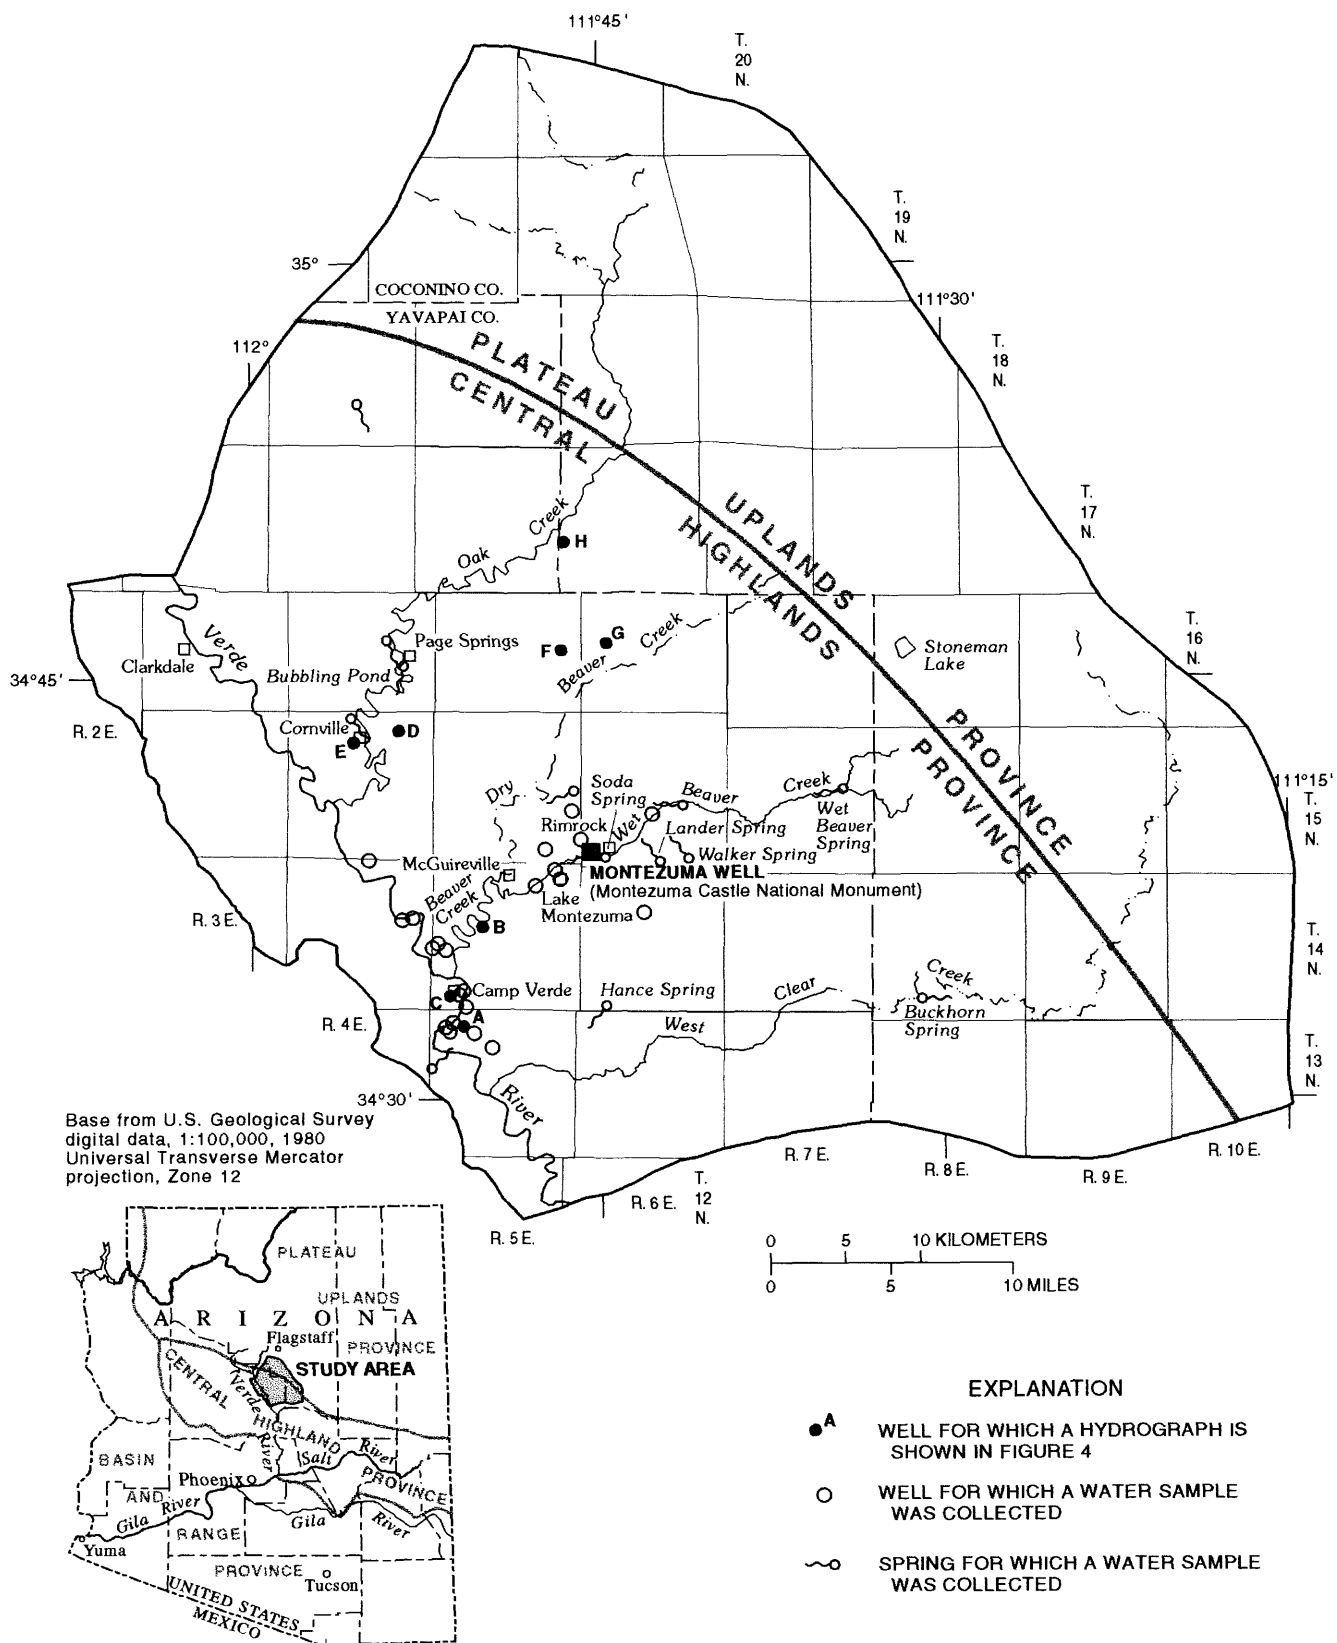 111°45'
T.
20
N.
T.
19
N.
35°
COCONINO CO.
YAVAPAI CO.
111°30'
112°
T.
18
N.
PLATEAU
CENTRAL
T.
17
N.
UPLANDS
HIGHLANDS
Creek
H
Oak
Verde
Clarkdale
Page Springs
Bubbling Pond
F
G
Creek
Beaver
Stoneman
Lake
T.
16
N.
34°45'
R. 2 E.
Cornville
D
E
PROVINCE
PROVINCE
111°15'
T.
15
N.
Dry
Soda
Spring
Beaver
Creek
Wet
Beaver
Spring
Rimrock
Wet
Lander Spring
Walker Spring
McGuireville
MONTEZUMA WELL
(Montezuma Castle National Monument)
Beaver
Creek
Lake
Montezuma
R. 3 E.
B
T.
14
N.
C
Camp Verde
Hance Spring
Clear
Creek
Buckhorn
Spring
R. 4 E.
A
West
T.
13
N.
34°30'
River
Base from U.S. Geological Survey
digital data, 1:100,000, 1980
Universal Transverse Mercator
projection, Zone 12
R. 7 E.
R. 8 E.
R. 9 E.
R. 10 E.
T.
12
N.
R. 6 E.
R. 5 E.
0 5 10 KILOMETERS
0 5 10 MILES
PLATEAU
UPLANDS
ARIZONA
Flagstaff
PROVINCE
STUDY AREA
CENTRAL
Verde
HIGHLAND
River
BASIN
Salt
River
Phoenix
PROVINCE
AND
River
Gila
Gila
River
RANGE
Yuma
PROVINCE
Tucson
UNITED STATES
MEXICO
EXPLANATION
A
WELL FOR WHICH A HYDROGRAPH IS
SHOWN IN FIGURE 4
WELL FOR WHICH A WATER SAMPLE
WAS COLLECTED
SPRING FOR WHICH A WATER SAMPLE
WAS COLLECTED